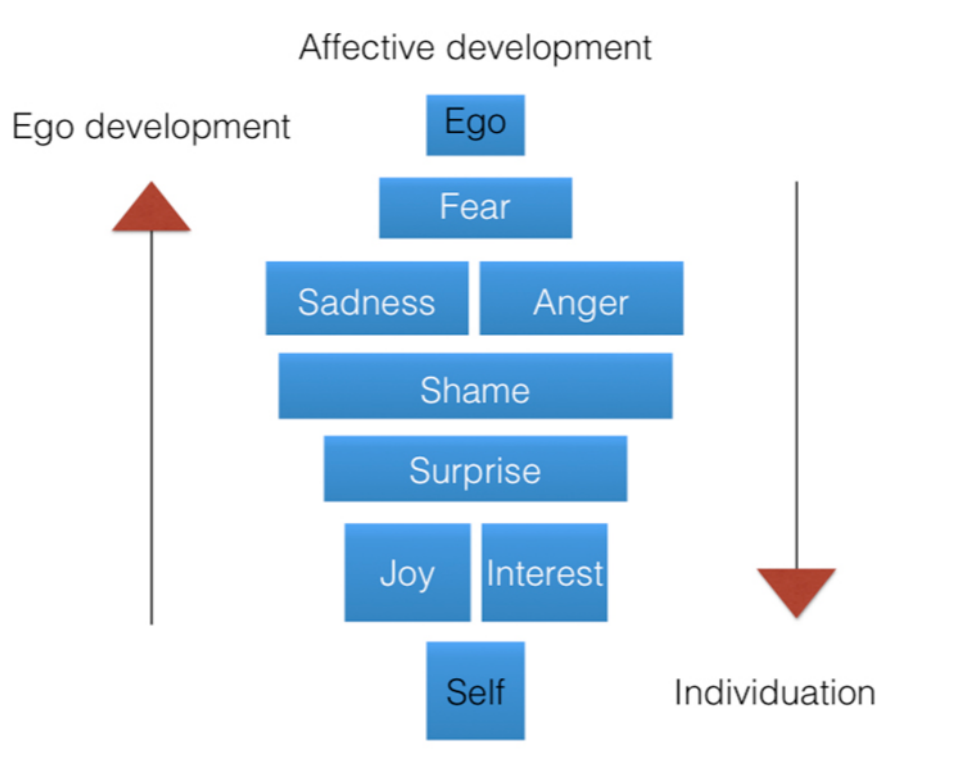 Affective development
Ego development
Ego
Fear
Sadness
Anger
Shame
Surprise
Joy
Interest
Self
Individuation